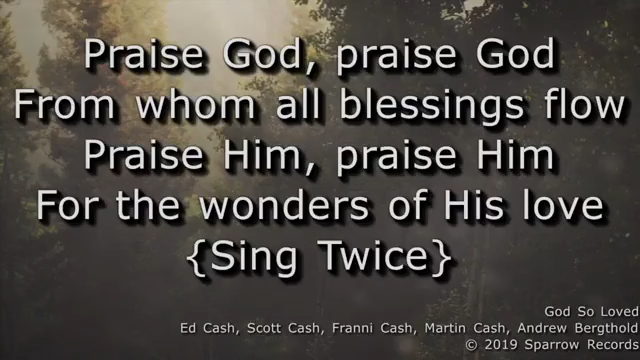 Praise God, praise God
From whom all blessings flow
Praise Him, praise Him
For the wonders of His love
{Sing Twice}
God So Loved
Ed Cash, Scott Cash, Franni Cash, Martin Cash, Andrew Bergthold
© 2019 Sparrow Records